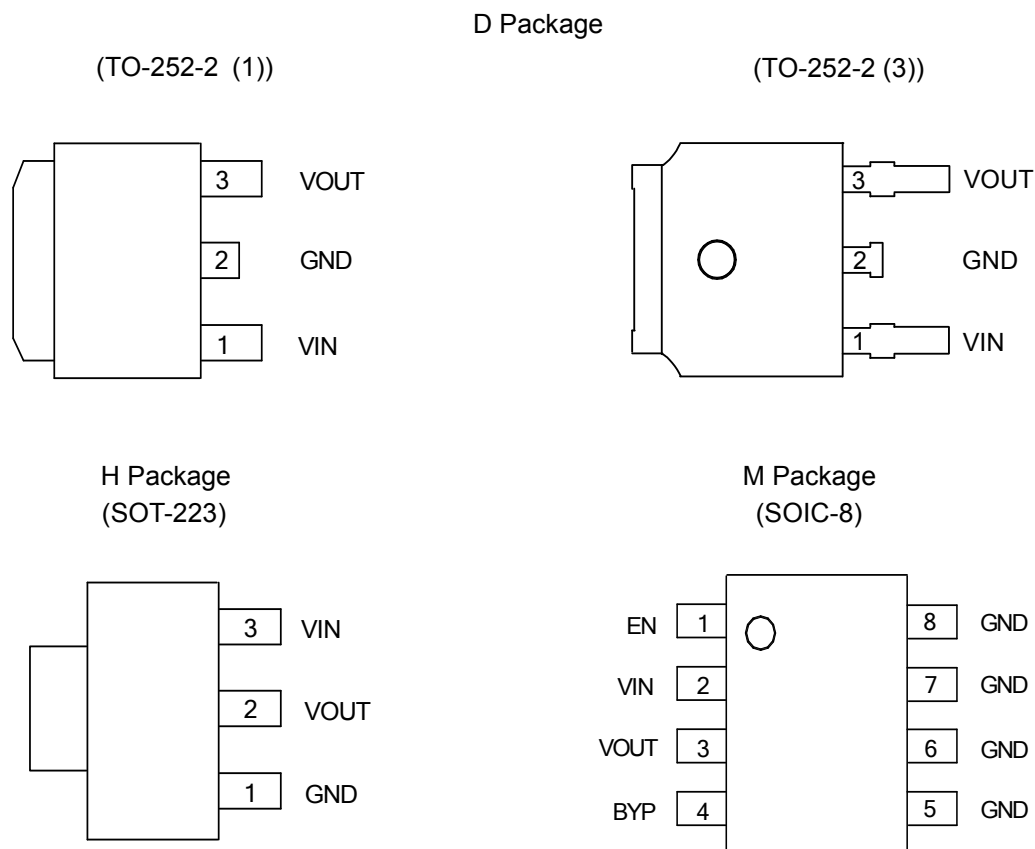 D Package
(TO-252-2 (1))
(TO-252-2 (3))
3 VOUT
2 GND
1 VIN
3 VOUT
2 GND
1 VIN
H Package
(SOT-223)
M Package
(SOIC-8)
3 VIN
2 VOUT
1 GND
EN 1 8 GND
VIN 2 7 GND
VOUT 3 6 GND
BYP 4 5 GND